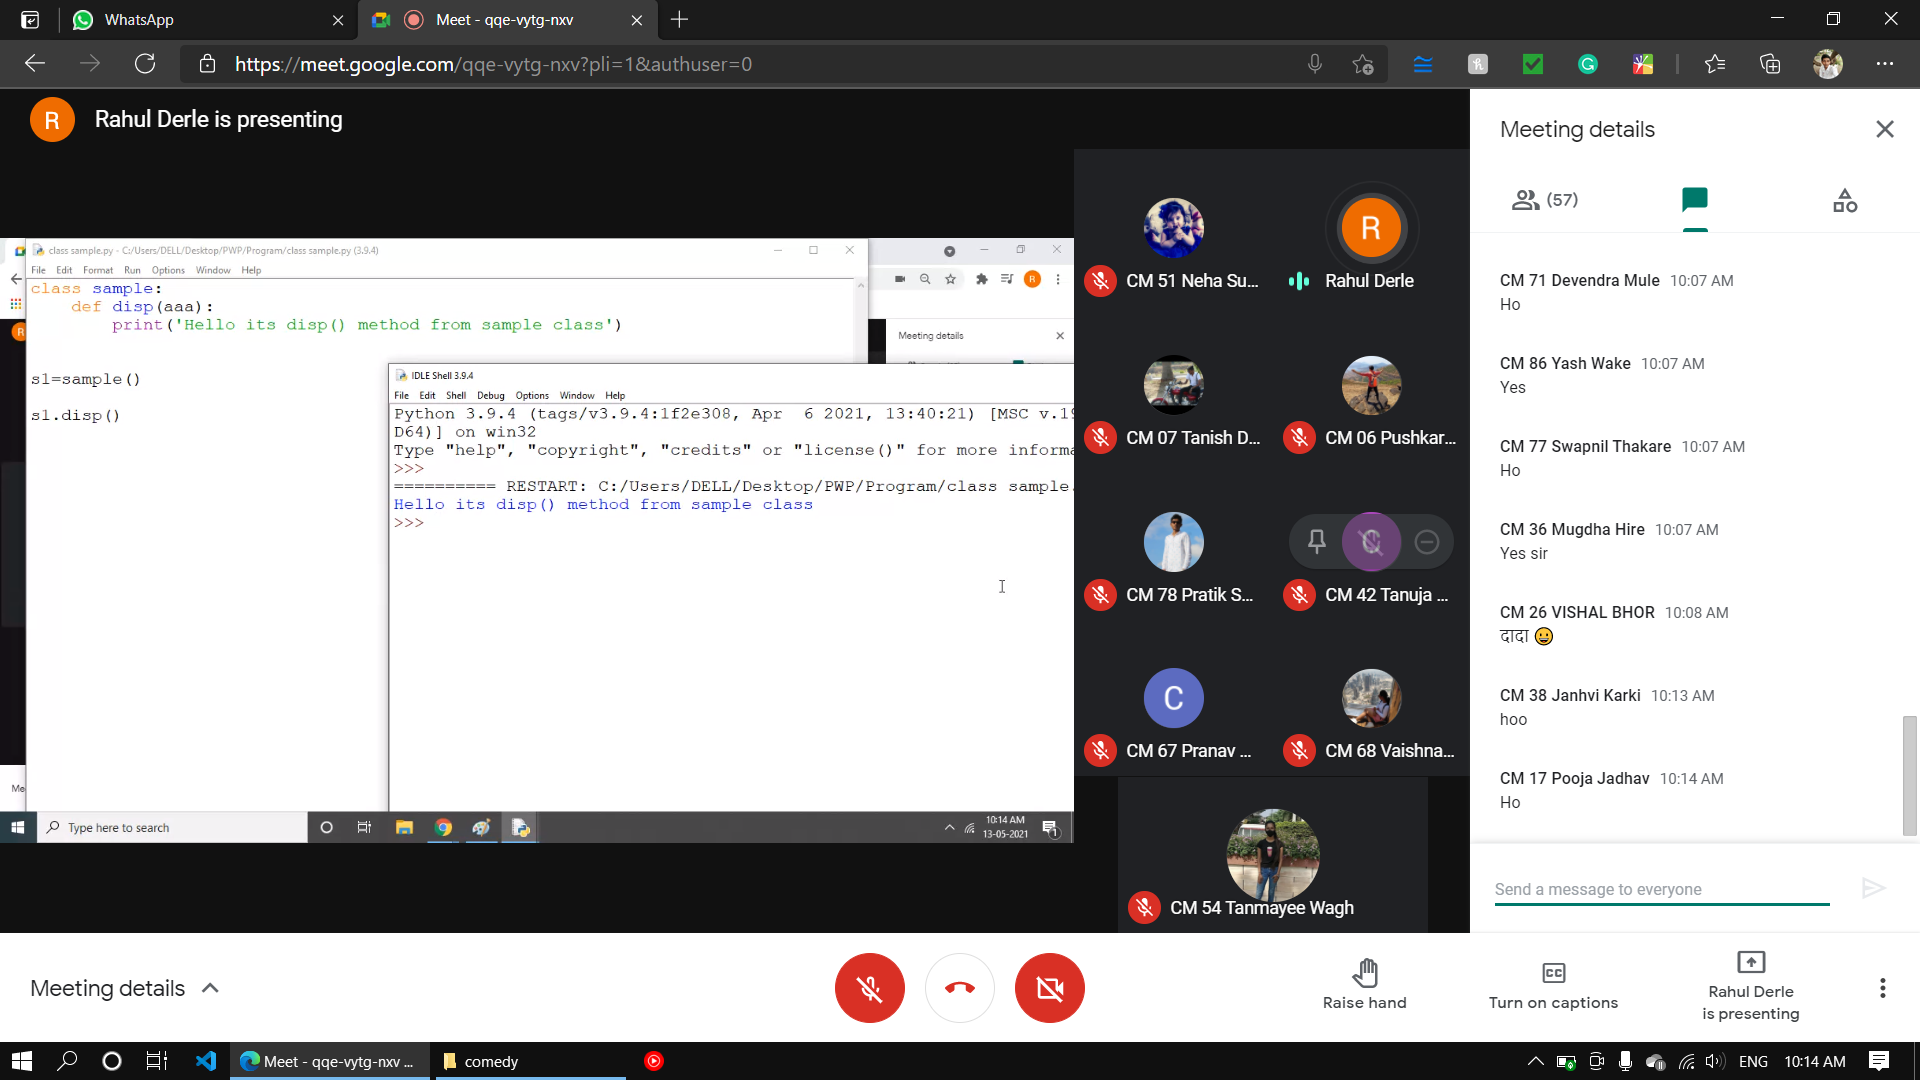 WhatsApp
Meet - qqe-vytg-nxv
https://meet.google.com/qqe-vytg-nxv?pli=1&authuser=0
R
Rahul Derle is presenting
class sample.py - C:/Users/DELL/Desktop/PWP/Program/class sample.py (3.9.4)
File Edit Format Run Options Window Help
class sample:
def disp(aaa):
print('Hello its disp() method from sample class')
s1=sample()
s1.disp()
R
Meeting details
IDLE Shell 3.9.4
File Edit Shell Debug Options Window Help
Python 3.9.4 (tags/v3.9.4:1f2e308, Apr 6 2021, 13:40:21) [MSC v.19
D64)] on win32
Type "help", "copyright", "credits" or "license()" for more informa
>>>
========== RESTART: C:/Users/DELL/Desktop/PWP/Program/class sample.
Hello its disp() method from sample class
>>>
Me
Type here to search
10:14 AM
13-05-2021
1
CM 51 Neha Su...
R
Rahul Derle
CM 07 Tanish D...
CM 06 Pushkar...
CM 78 Pratik S...
C
CM 42 Tanuja ...
C
CM 67 Pranav ...
CM 68 Vaishna...
CM 54 Tanmayee Wagh
Meeting details
(57)
CM 71 Devendra Mule 10:07 AM
Ho
CM 86 Yash Wake 10:07 AM
Yes
CM 77 Swapnil Thakare 10:07 AM
Ho
CM 36 Mugdha Hire 10:07 AM
Yes sir
CM 26 VISHAL BHOR 10:08 AM
दादा 😀
CM 38 Janhvi Karki 10:13 AM
hoo
CM 17 Pooja Jadhav 10:14 AM
Ho
Send a message to everyone
Meeting details
Raise hand
Turn on captions
Rahul Derle
is presenting
Meet - qqe-vytg-nxv ...
comedy
ENG
10:14 AM